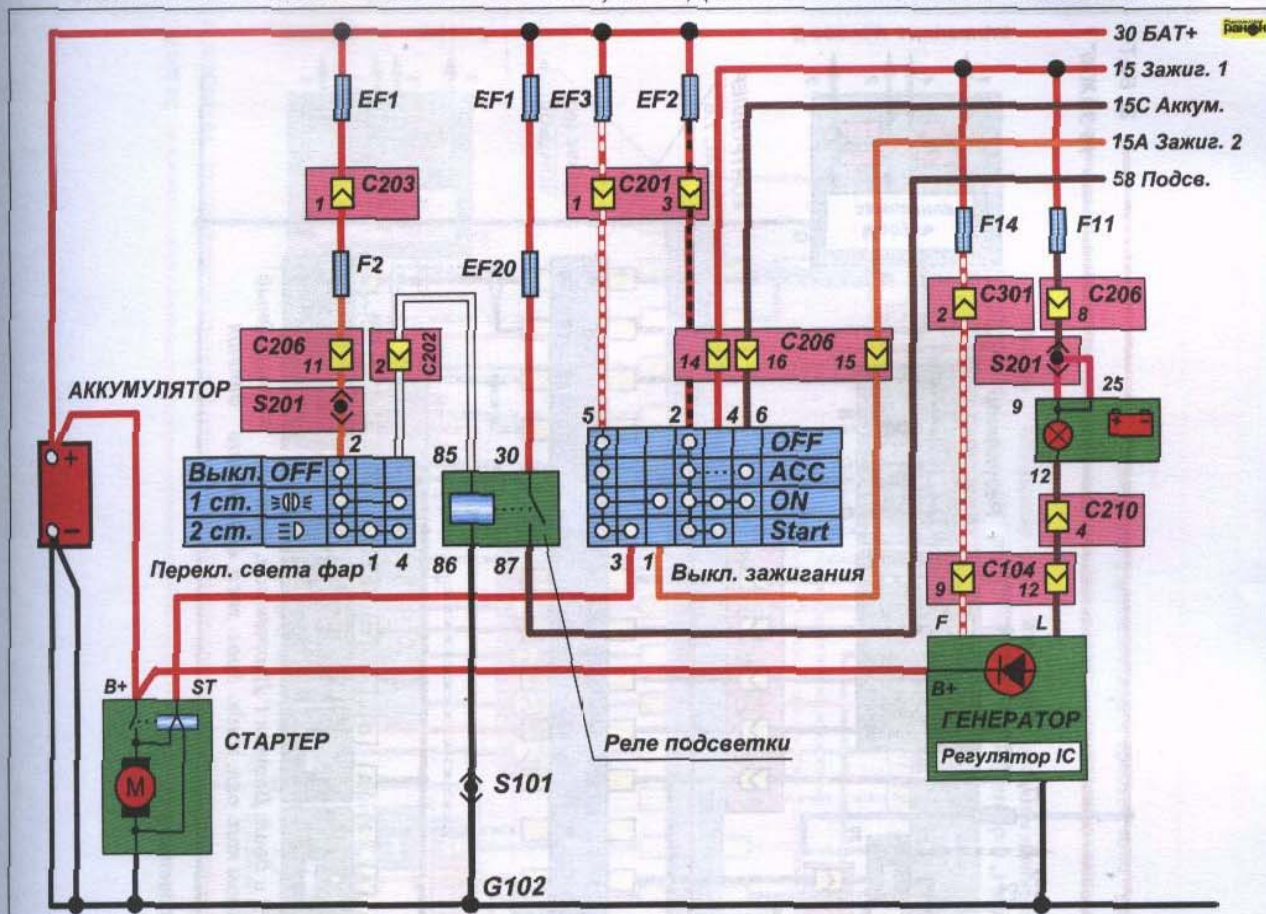 30 БАТ+
15 Зажиг. 1
EF1
EF1
EF3
EF2
15С Аккум.
15А Зажиг. 2
C203
1
C201
1
3
58 Подсв.
F14
F11
F2
EF20
C301
2
C206
8
C206
11
2
C202
C206
14
16
15
S201
25
АККУМУЛЯТОР
S201
9
+
-
+
-
5
2
4
6
2
85
30
OFF
Выкл.
OFF
ACC
12
1 ст.
ON
C210
4
2 ст.
Start
Перекл. света фар
1
4
86
87
3
1
Выкл. зажигания
C104
9
12
F
L
B+
ST
B+
ГЕНЕРАТОР
СТАРТЕР
Реле подсветки
Регулятор IC
M
S101
G102